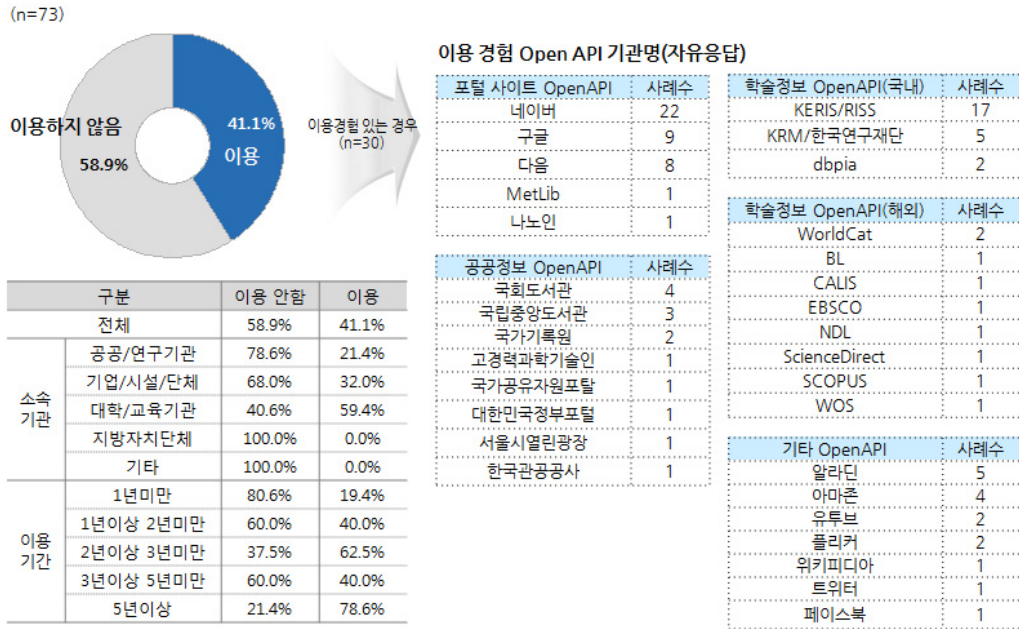 (n=73)
이용하지 않음
58.9%
41.1%
이용
이용경험 있는 경우
(n=30)
구분 이용 안함 이용
전체 58.9% 41.1%
소속
기관
공공/연구기관 78.6% 21.4%
기업/시설/단체 68.0% 32.0%
대학/교육기관 40.6% 59.4%
지방자치단체 100.0% 0.0%
기타 100.0% 0.0%
이용
기간
1년미만 80.6% 19.4%
1년이상 2년미만 60.0% 40.0%
2년이상 3년미만 37.5% 62.5%
3년이상 5년미만 60.0% 40.0%
5년이상 21.4% 78.6%
이용 경험 Open API 기관명(자유응답)
포털 사이트 OpenAPI 사례수
네이버 22
구글 9
다음 8
MetLib 1
나노인 1
공공정보 OpenAPI 사례수
국회도서관 4
국립중앙도서관 3
국가기록원 2
고경력과학기술인 1
국가공유자원포탈 1
대한민국정부포털 1
서울시열린광장 1
한국관공공사 1
학술정보 OpenAPI(국내) 사례수
KERIS/RISS 17
KRM/한국연구재단 5
dbpia 2
학술정보 OpenAPI(해외) 사례수
WorldCat 2
BL 1
CALIS 1
EBSCO 1
NDL 1
ScienceDirect 1
SCOPUS 1
WOS 1
기타 OpenAPI 사례수
알라딘 5
아마존 4
유투브 2
플리커 2
위키피디아 1
트위터 1
페이스북 1